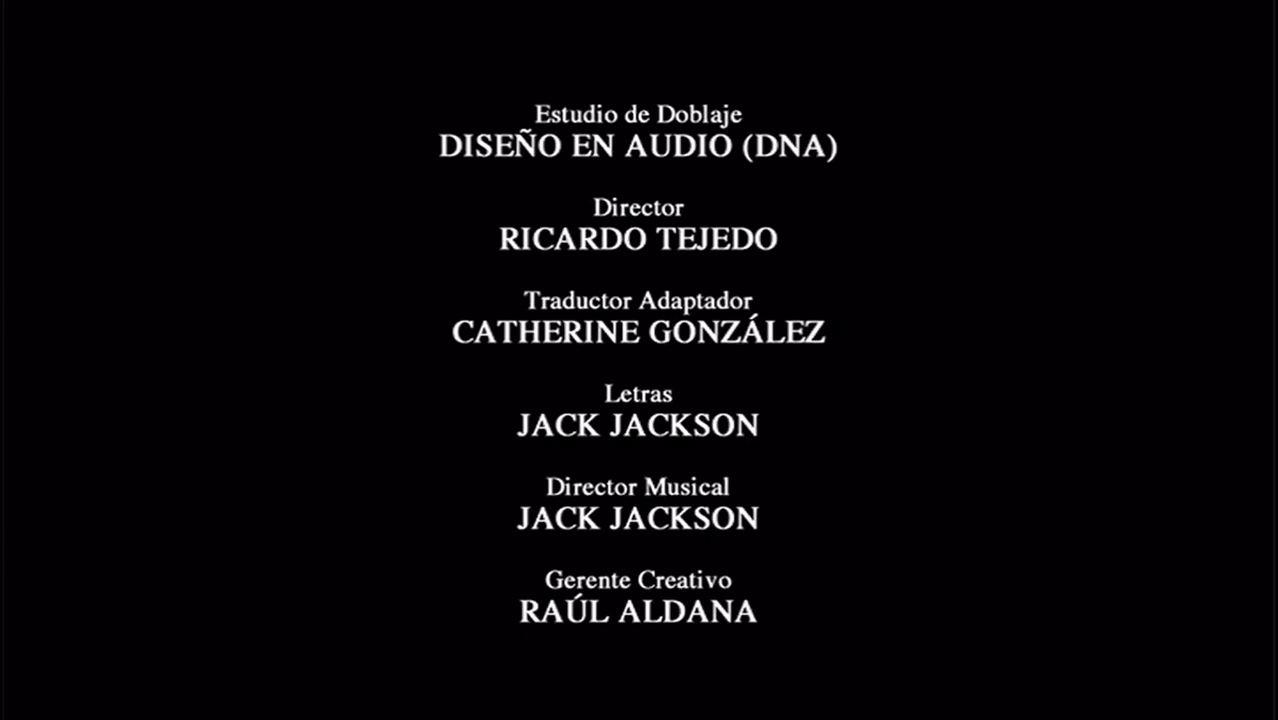 Estudio de Doblaje
DISEÑO EN AUDIO (DNA)
Director
RICARDO TEJEDO
Traductor Adaptador
CATHERINE GONZÁLEZ
Letras
JACK JACKSON
Director Musical
JACK JACKSON
Gerente Creativo
RAÚL ALDANA